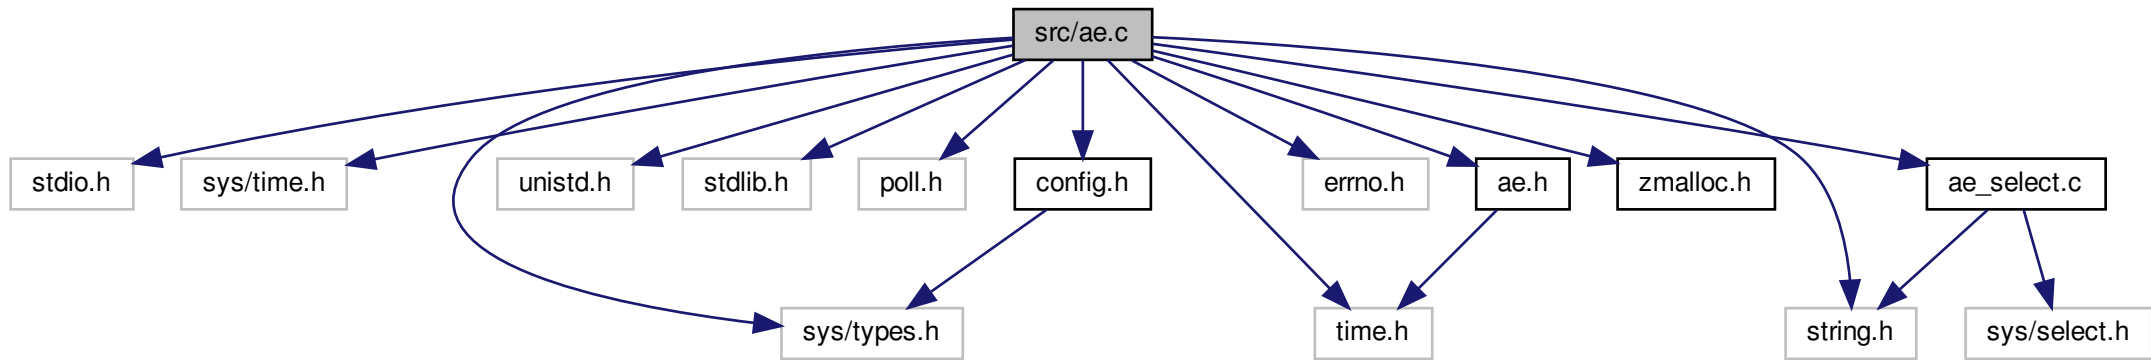 src/ae.c
stdio.h
sys/time.h
unistd.h
stdlib.h
poll.h
config.h
errno.h
ae.h
zmalloc.h
ae_select.c
sys/types.h
time.h
string.h
sys/select.h